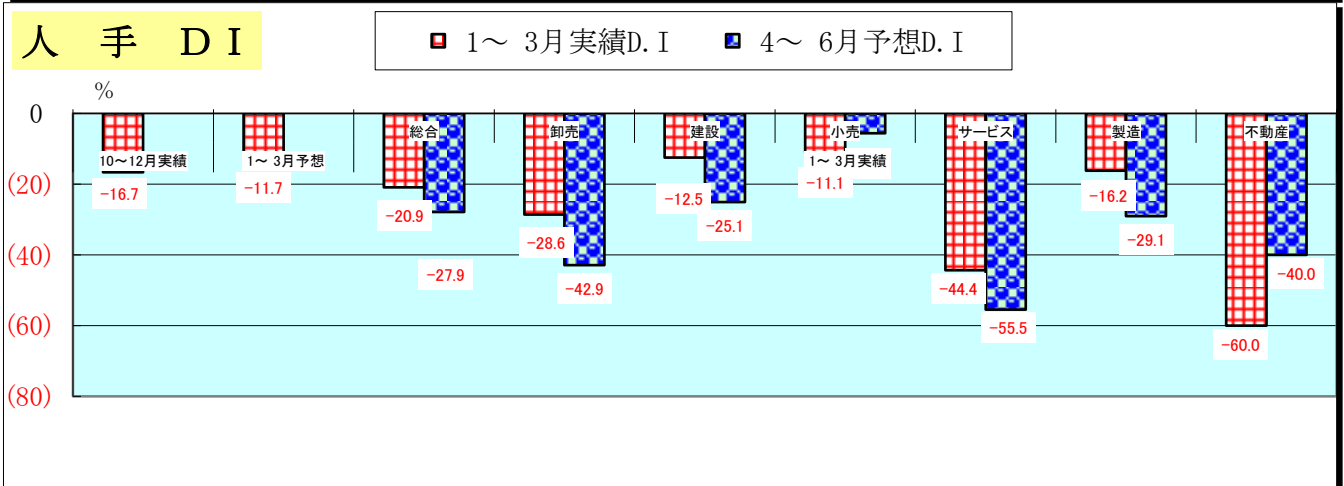 人 手 ＤＩ
1～ 3月実績D.I 4～ 6月予想D.I
%
0
(20)
(40)
(60)
(80)
10～12月実績
-16.7
1～ 3月予想
-11.7
総合
-20.9
-27.9
卸売
-28.6
-42.9
建設
-12.5
-25.1
小売
1～ 3月実績
-11.1
サービス
-44.4
-55.5
製造
-16.2
-29.1
不動産
-60.0
-40.0